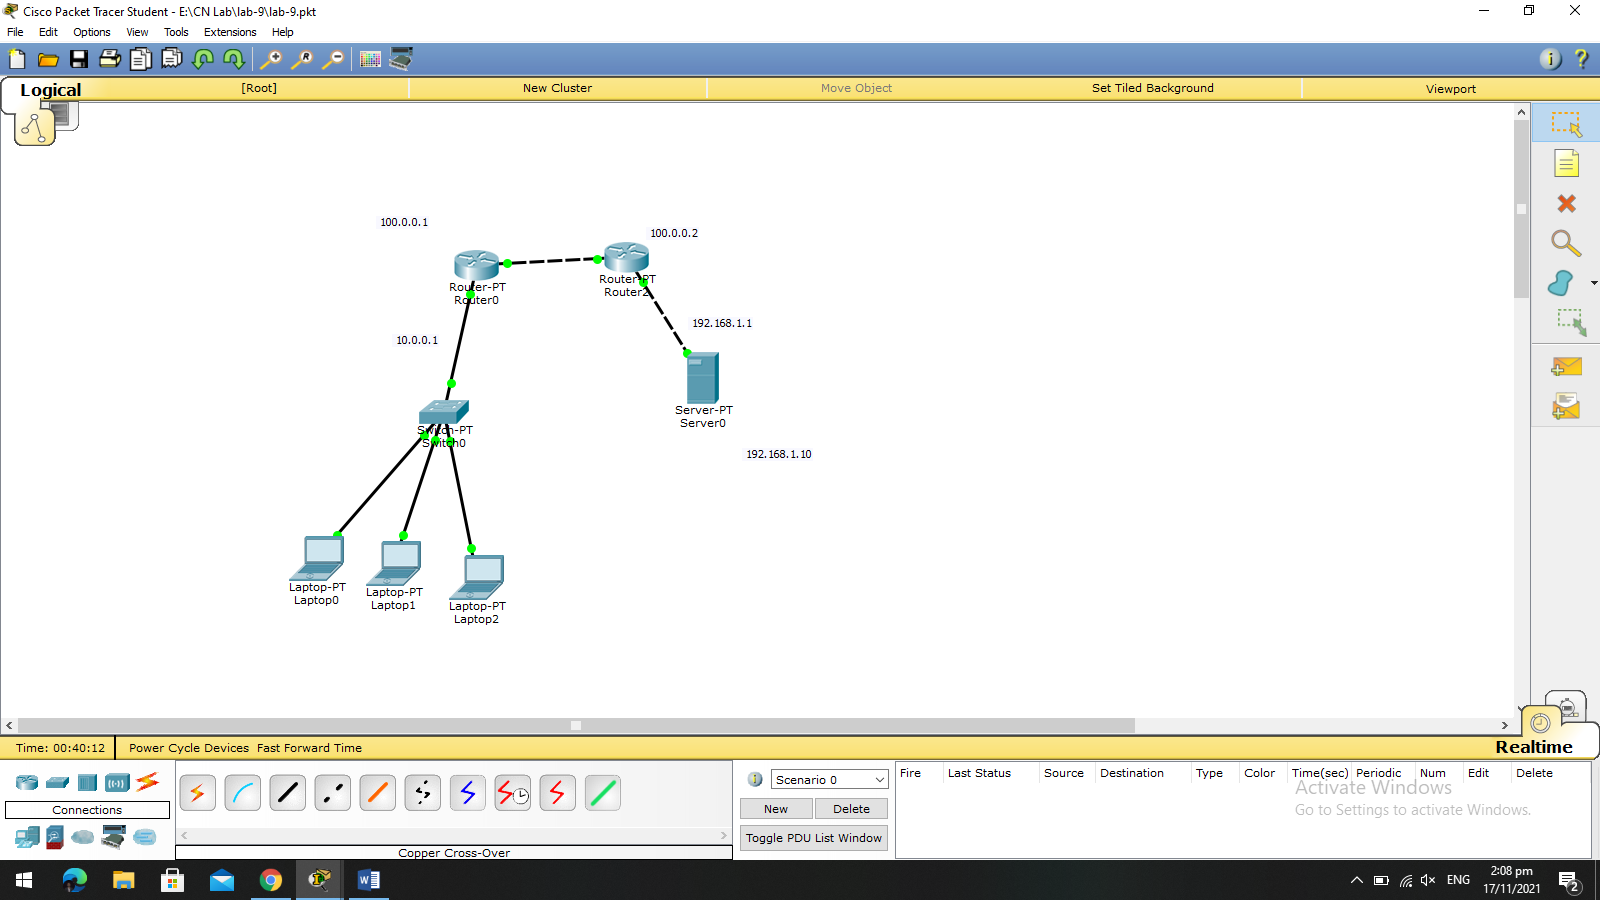 Cisco Packet Tracer Student - E:\CN Lab\lab-9\lab-9.pkt
File Edit Options View Tools Extensions Help
Logical [Root] New Cluster Move Object Set Tiled Background Viewport
100.0.0.1
100.0.0.2
Router-PT
Router0
Router-PT
Router2
192.168.1.1
10.0.0.1
Server-PT
Server0
Switch-PT
Switch0
192.168.1.10
Laptop-PT
Laptop0
Laptop-PT
Laptop1
Laptop-PT
Laptop2
Time: 00:40:12 Power Cycle Devices Fast Forward Time
Realtime
Connections
Copper Cross-Over
Scenario 0
New Delete
Toggle PDU List Window
Fire Last Status Source Destination Type Color Time(sec) Periodic Num Edit Delete
Activate Windows
Go to Settings to activate Windows.
ENG
2:08 pm
17/11/2021
2